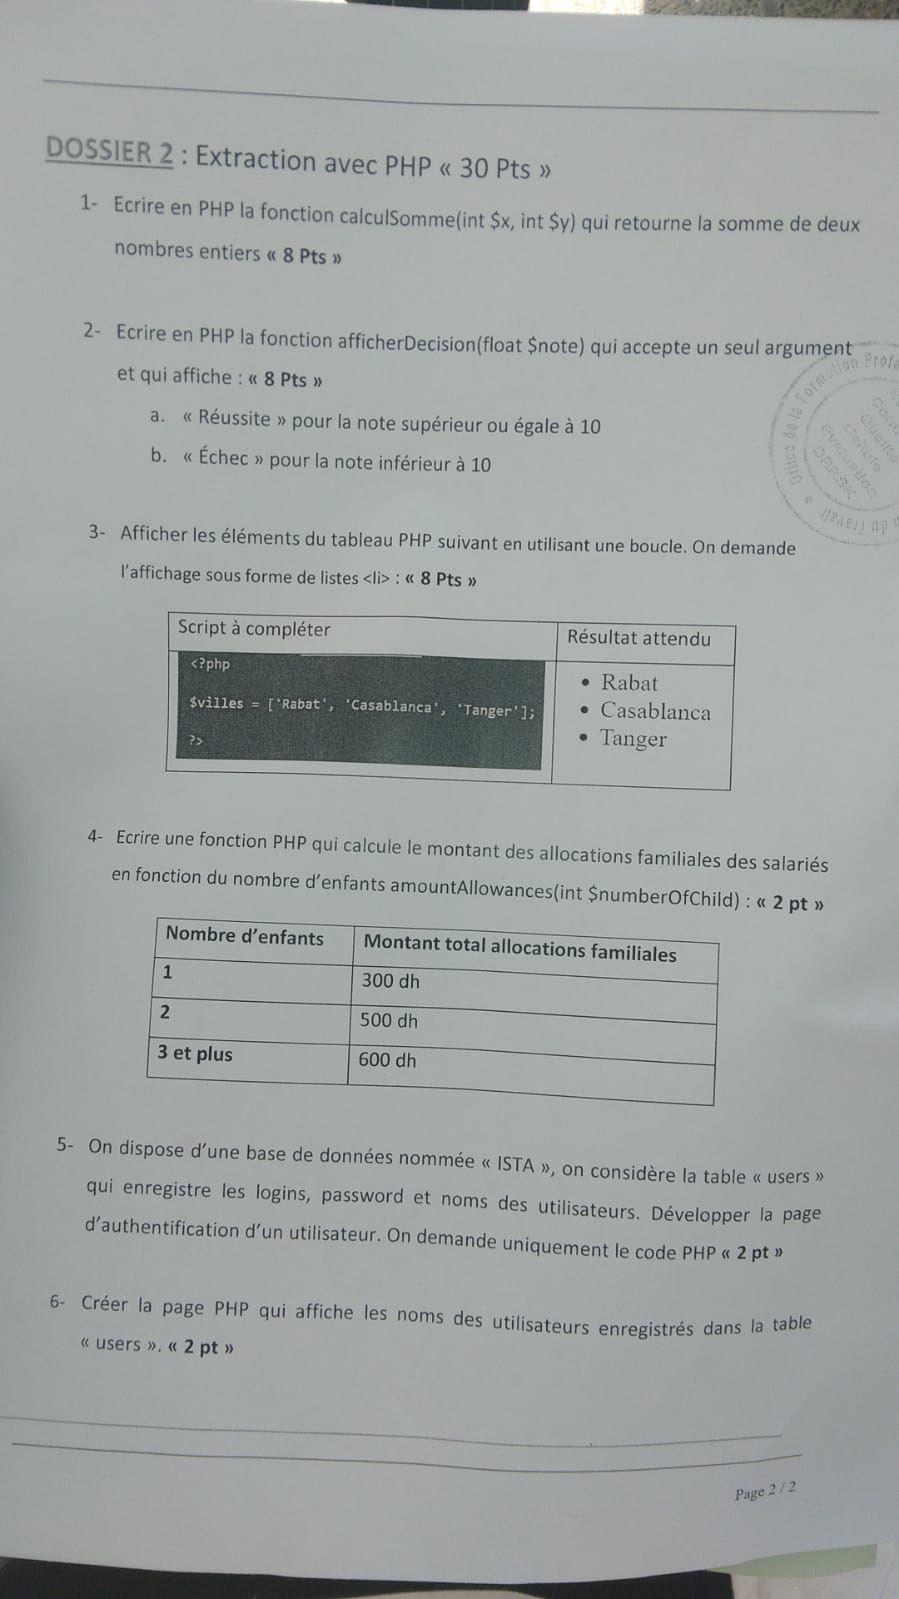 DOSSIER 2 : Extraction avec PHP « 30 Pts »
1- Ecrire en PHP la fonction calculSomme(int $x, int $y) qui retourne la somme de deux
nombres entiers « 8 Pts »
2- Ecrire en PHP la fonction afficherDecision(float $note) qui accepte un seul argument
et qui affiche : « 8 Pts »
a. « Réussite » pour la note supérieur ou égale à 10
b. « Échec » pour la note inférieur à 10
Office de la Formation Profe
du Travail
Cellule
Evaluation
DRRSK
3- Afficher les éléments du tableau PHP suivant en utilisant une boucle. On demande
l'affichage sous forme de listes <li> : « 8 Pts »
Script à compléter
Résultat attendu
<?php
$villes = ['Rabat', 'Casablanca', 'Tanger'];
?>
• Rabat
• Casablanca
• Tanger
4- Ecrire une fonction PHP qui calcule le montant des allocations familiales des salariés
en fonction du nombre d'enfants amountAllowances(int $numberOfChild) : « 2 pt »
Nombre d'enfants Montant total allocations familiales
1 300 dh
2 500 dh
3 et plus 600 dh
5- On dispose d'une base de données nommée « ISTA », on considère la table « users »
qui enregistre les logins, password et noms des utilisateurs. Développer la page
d'authentification d'un utilisateur. On demande uniquement le code PHP « 2 pt »
6- Créer la page PHP qui affiche les noms des utilisateurs enregistrés dans la table
« users ». « 2 pt »
Page 2 / 2